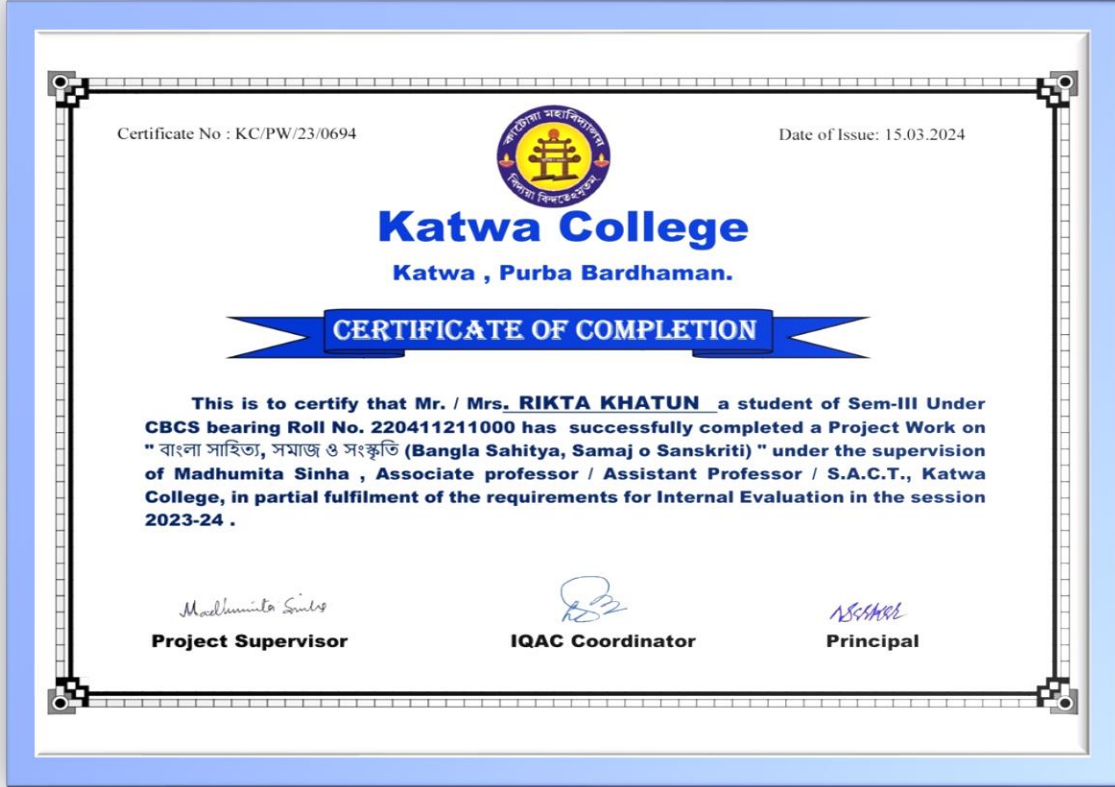 Certificate No : KC/PW/23/0694
Date of Issue: 15.03.2024
কাটোয়া মহাবিদ্যালয়
বিদ্যয়া বিন্দতেঽমৃতম্
Katwa College
Katwa , Purba Bardhaman.
CERTIFICATE OF COMPLETION
This is to certify that Mr. / Mrs. RIKTA KHATUN a student of Sem-III Under
CBCS bearing Roll No. 220411211000 has successfully completed a Project Work on
" বাংলা সাহিত্য, সমাজ ও সংস্কৃতি (Bangla Sahitya, Samaj o Sanskriti) " under the supervision
of Madhumita Sinha , Associate professor / Assistant Professor / S.A.C.T., Katwa
College, in partial fulfilment of the requirements for Internal Evaluation in the session
2023-24 .
Madhumita Sinha
Project Supervisor
IQAC Coordinator
Principal